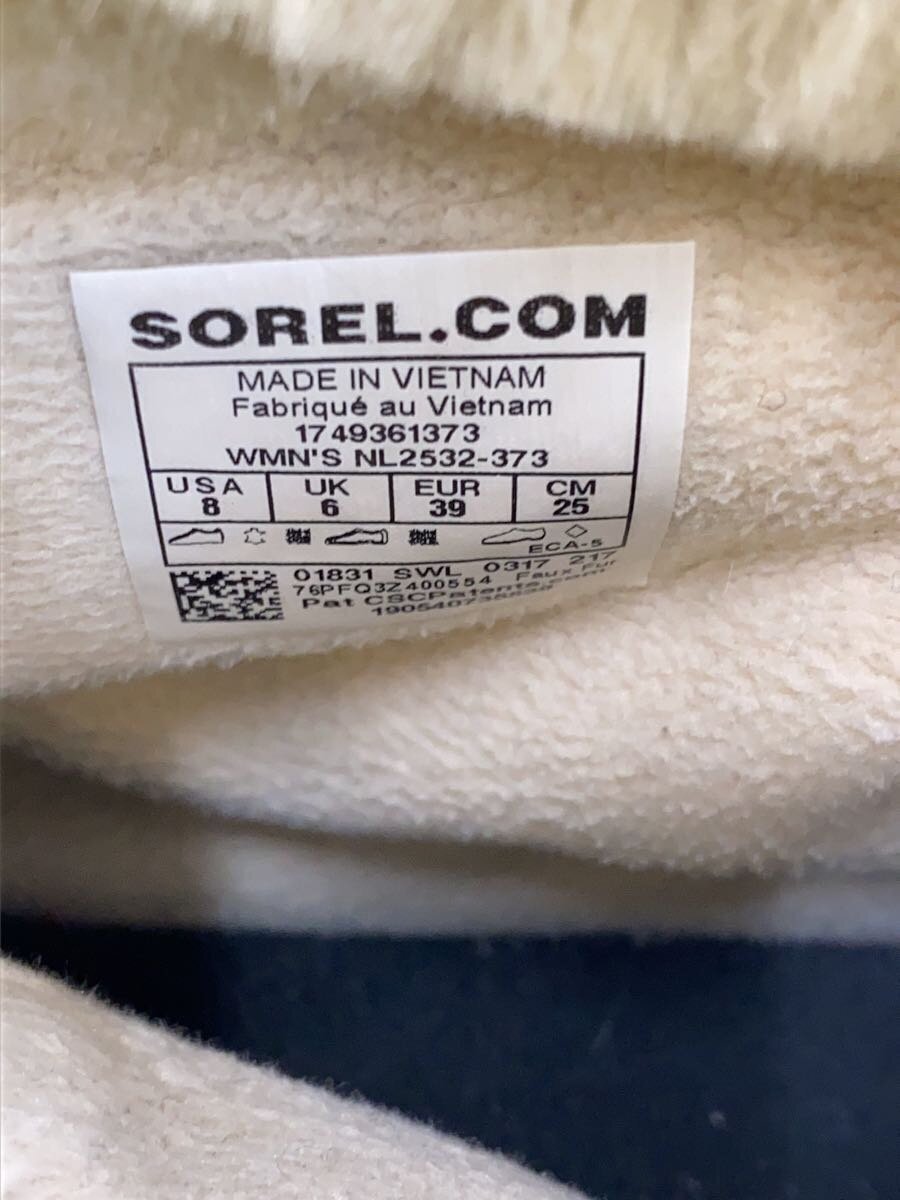 SOREL.COM
MADE IN VIETNAM
Fabriqué au Vietnam
1749361373
WMN'S NL2532-373
USA UK EUR CM
8 6 39 25
ECA-5
01831 SWL 0317 217
76PFQ3Z400554 Faux Fur
Pat CSCPatents.com